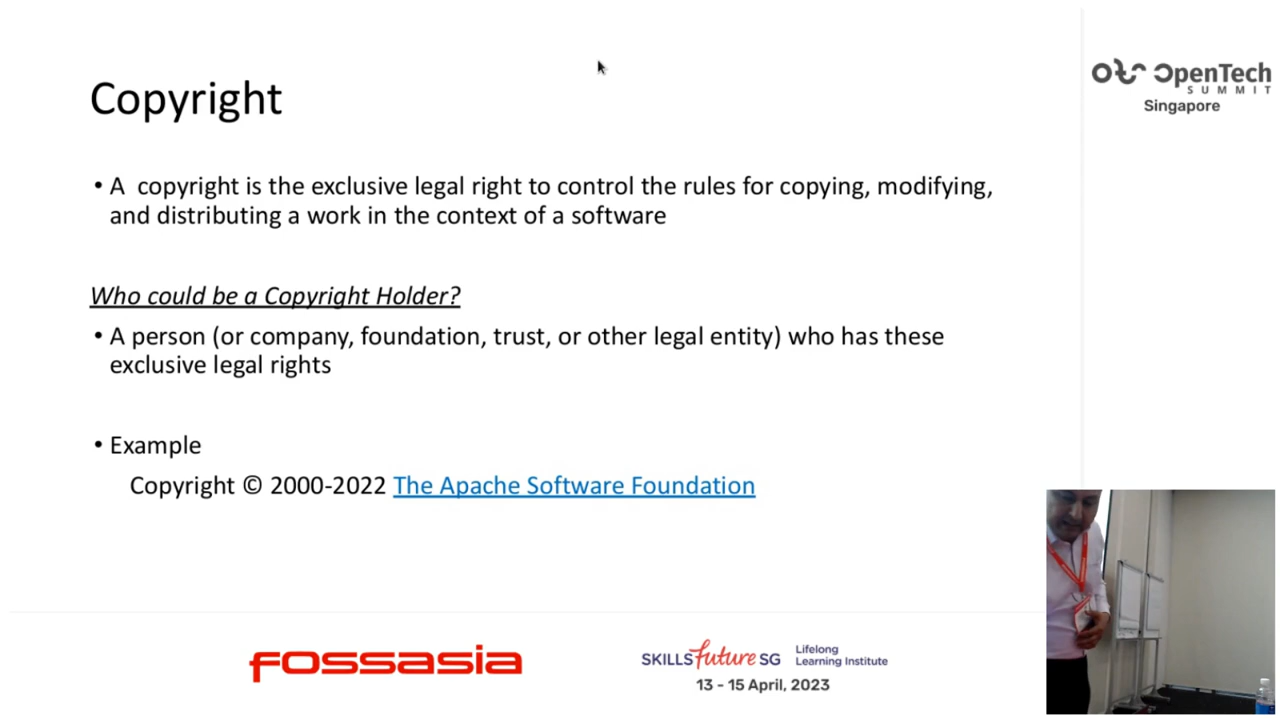 Copyright
• A  copyright is the exclusive legal right to control the rules for copying, modifying,
and distributing a work in the context of a software
Who could be a Copyright Holder?
• A person (or company, foundation, trust, or other legal entity) who has these
exclusive legal rights
• Example
Copyright © 2000-2022 The Apache Software Foundation
OpenTech
SUMMIT
Singapore
fossasia
SKILLSfuture SG
Lifelong
Learning Institute
13 - 15 April, 2023